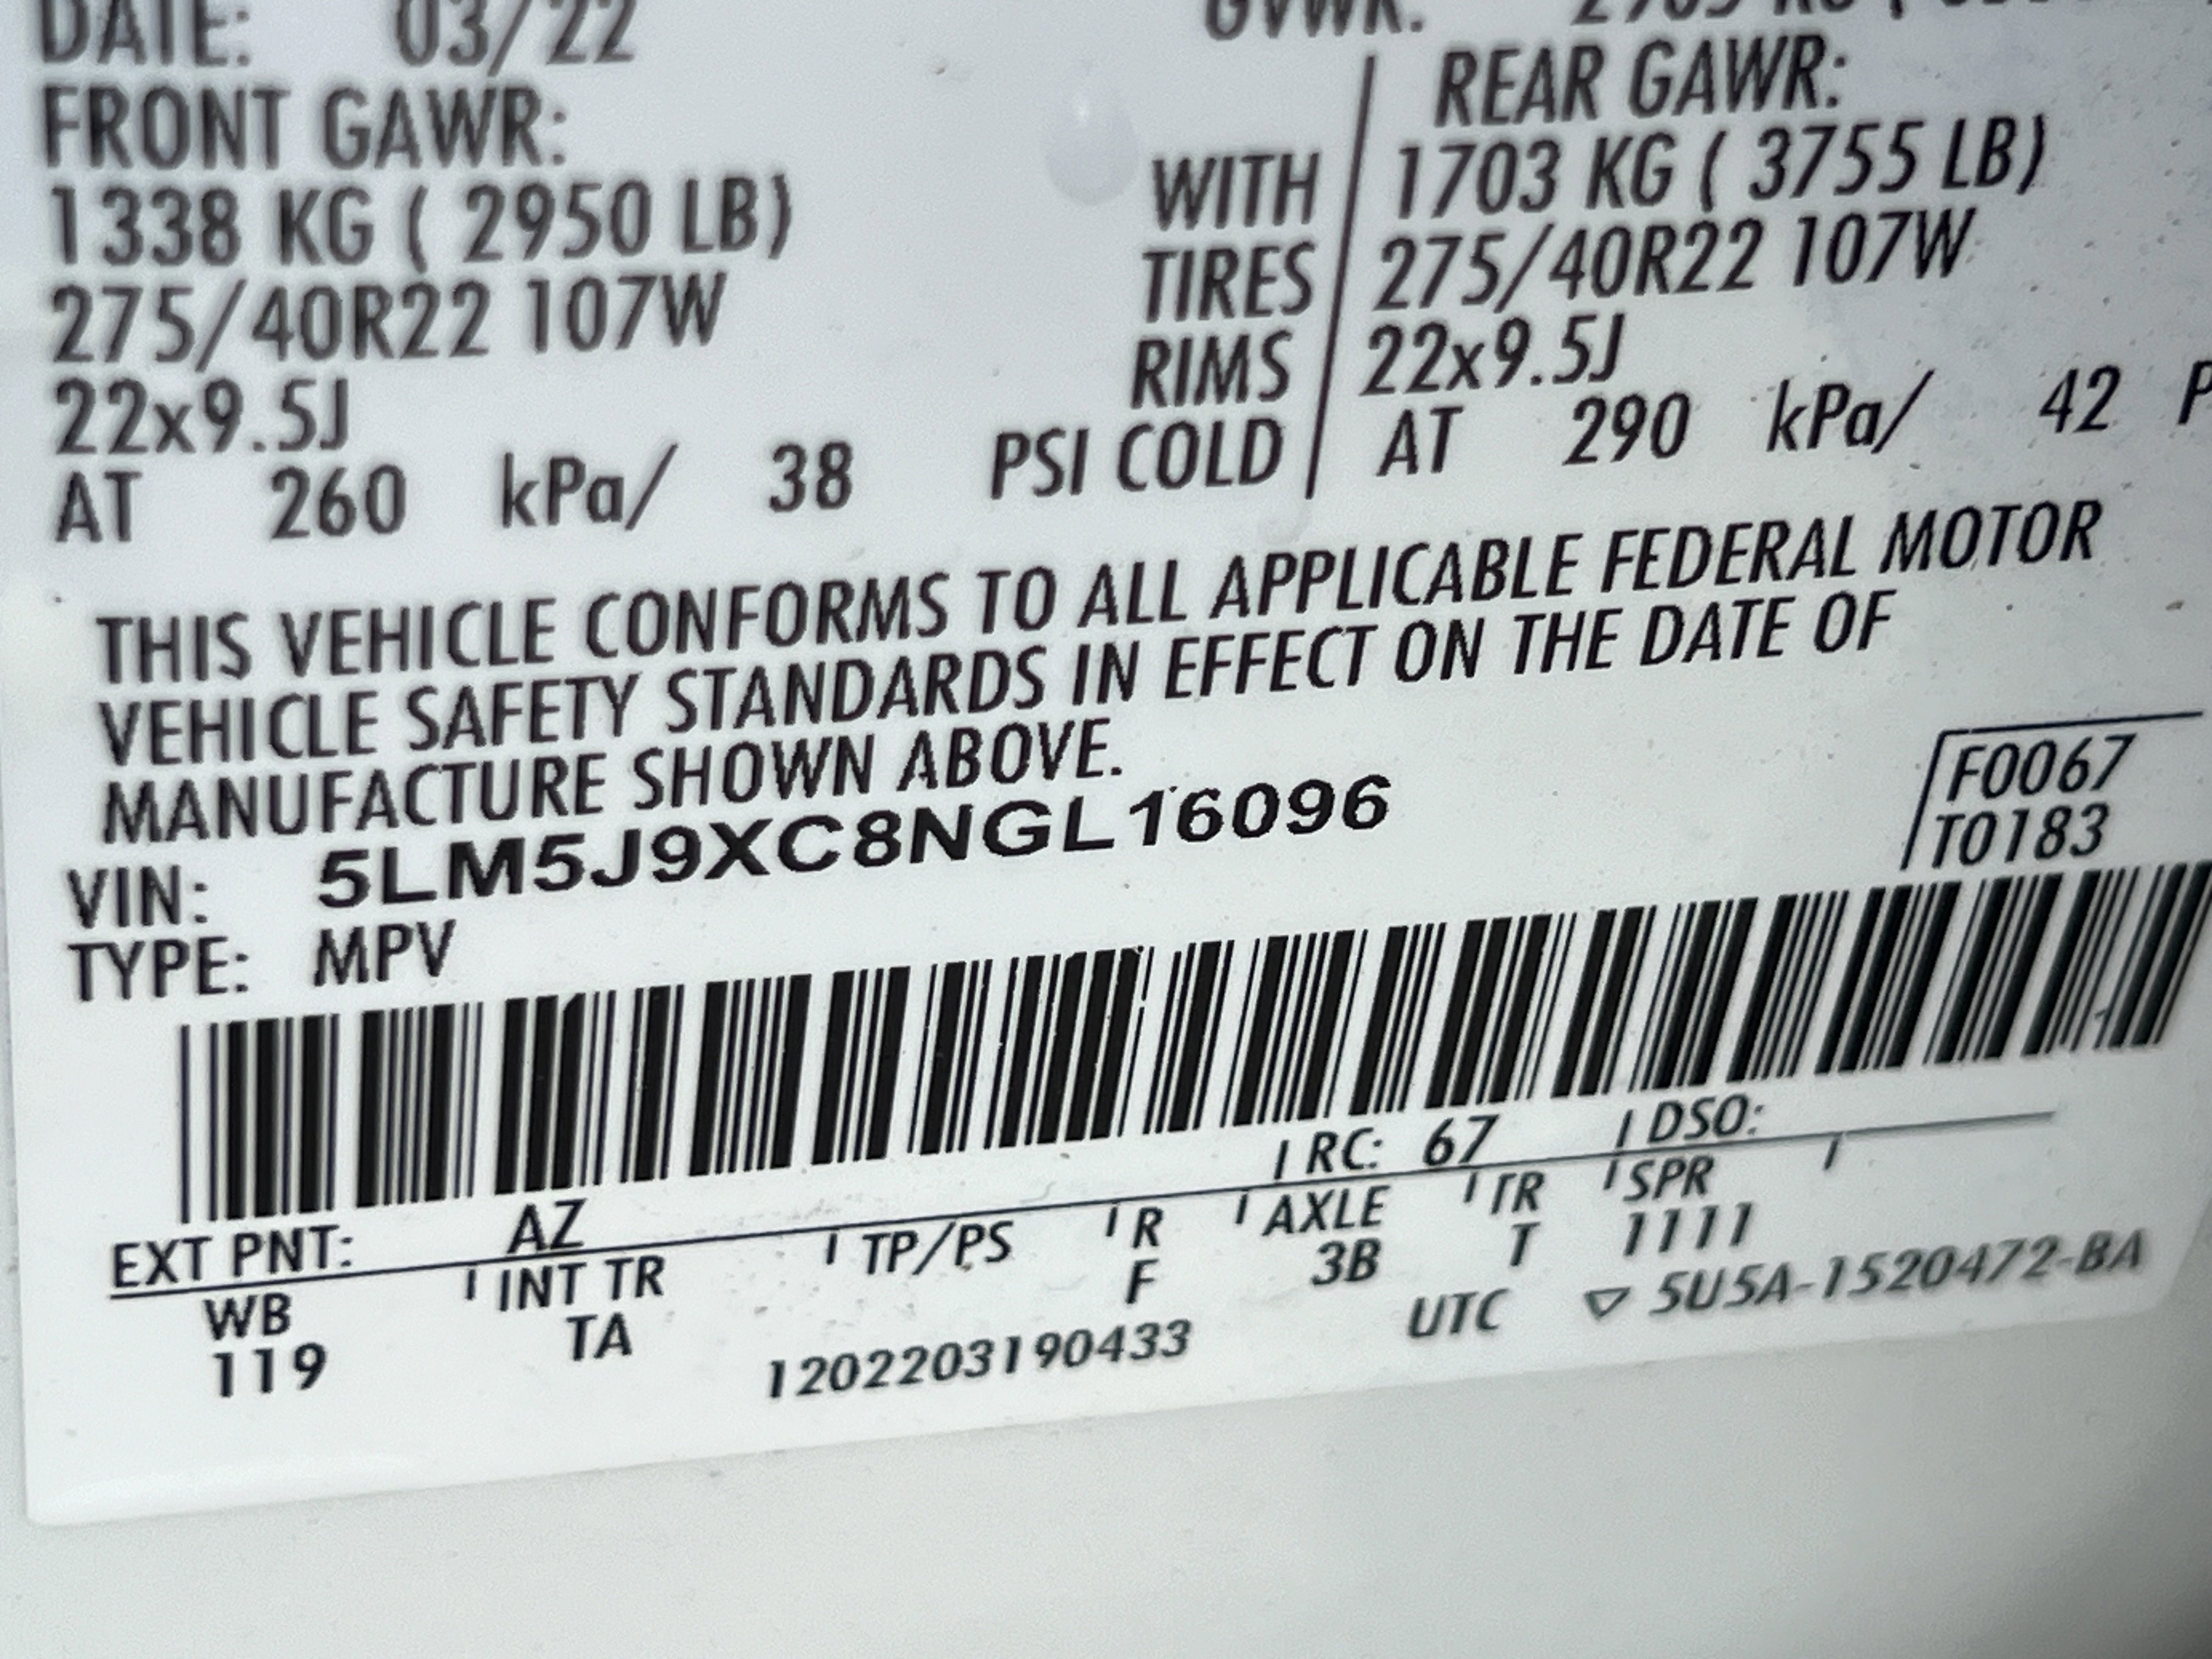 DATE: 03/22
GVWR:
FRONT GAWR:
1338 KG ( 2950 LB)
275/40R22 107W
22x9.5J
AT 260 kPa/ 38 PSI COLD
WITH
TIRES
RIMS
REAR GAWR:
1703 KG ( 3755 LB)
275/40R22 107W
22x9.5J
AT 290 kPa/ 42 P
THIS VEHICLE CONFORMS TO ALL APPLICABLE FEDERAL MOTOR
VEHICLE SAFETY STANDARDS IN EFFECT ON THE DATE OF
MANUFACTURE SHOWN ABOVE.
VIN: 5LM5J9XC8NGL16096
F0067
T0183
TYPE: MPV
EXT PNT: AZ RC: 67 DSO:
WB INT TR TP/PS R AXLE TR SPR
119 TA F 3B T 1111
1202203190433 UTC ▽ 5U5A-1520472-BA